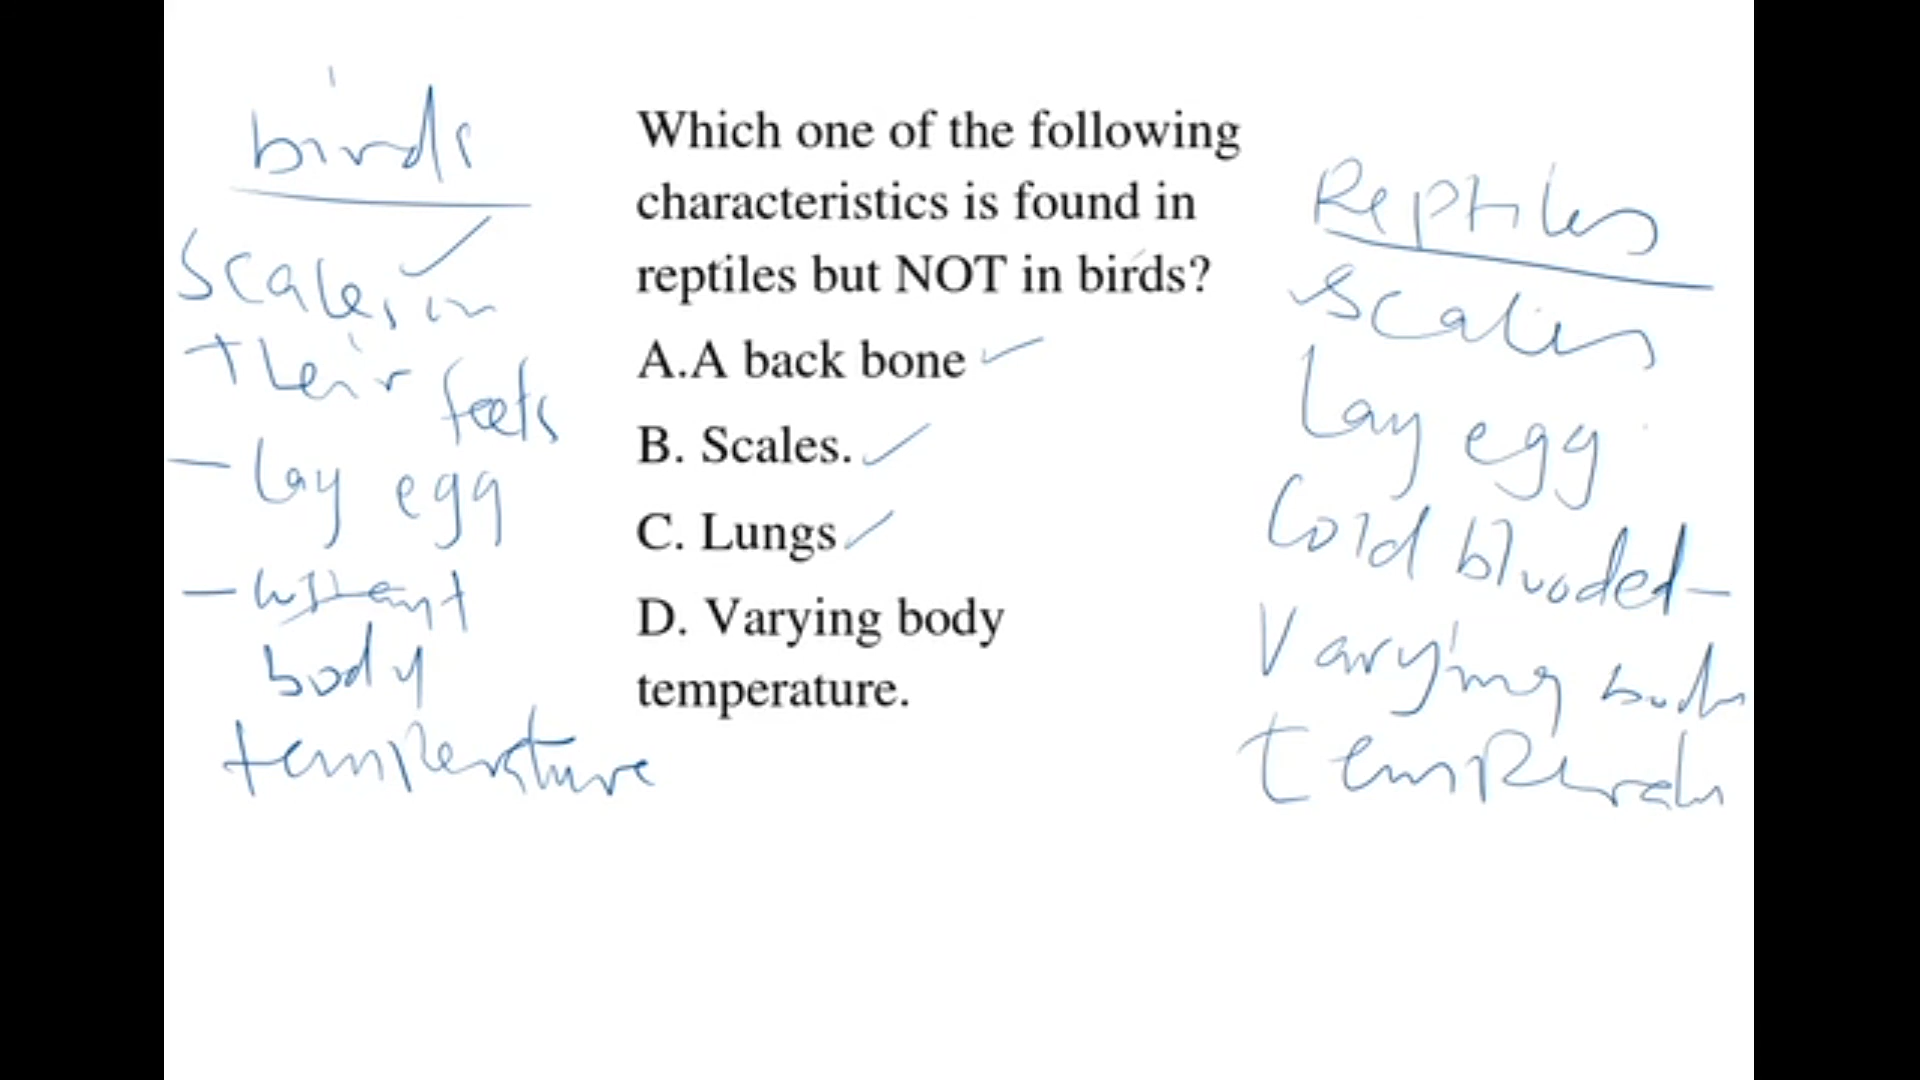 birds
Scales, in
their feets
- lay egg
body
temperature
Which one of the following
characteristics is found in
reptiles but NOT in birds?
A.A back bone
B. Scales.
C. Lungs
D. Varying body
temperature.
Reptiles
Scales
Lay egg
Cold blooded -
Varying body